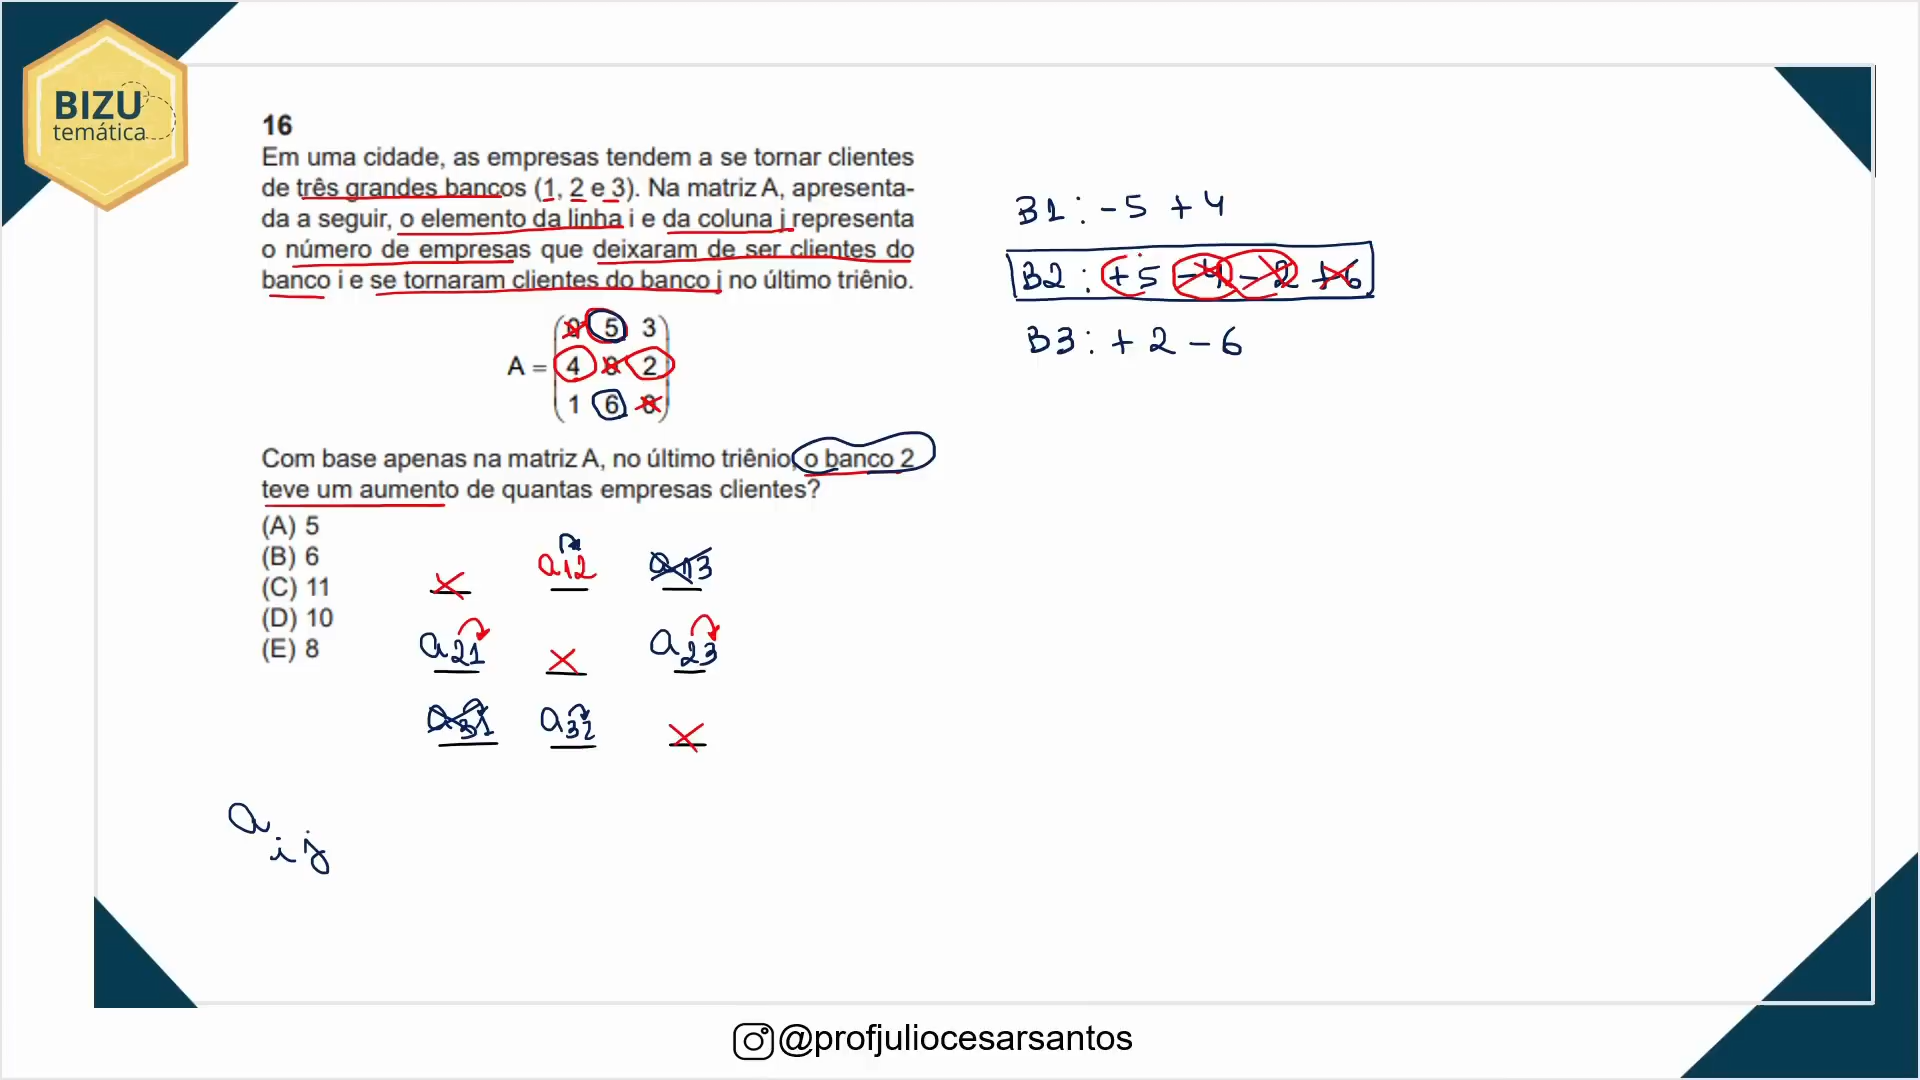 BIZU
temática
16
Em uma cidade, as empresas tendem a se tornar clientes
de três grandes bancos (1, 2 e 3). Na matriz A, apresenta-
da a seguir, o elemento da linha i e da coluna j representa
o número de empresas que deixaram de ser clientes do
banco i e se tornaram clientes do banco j no último triênio.
0 5 3
A = 4 0 2
1 6 0
Com base apenas na matriz A, no último triênio, o banco 2
teve um aumento de quantas empresas clientes?
(A) 5
(B) 6
(C) 11
(D) 10
(E) 8
B1: -5 +4
B2: +5 -4 -2 +6
B3: +2 -6
a12 a13
a21 a23
a31 a32
a i j
@profjuliocesarsantos